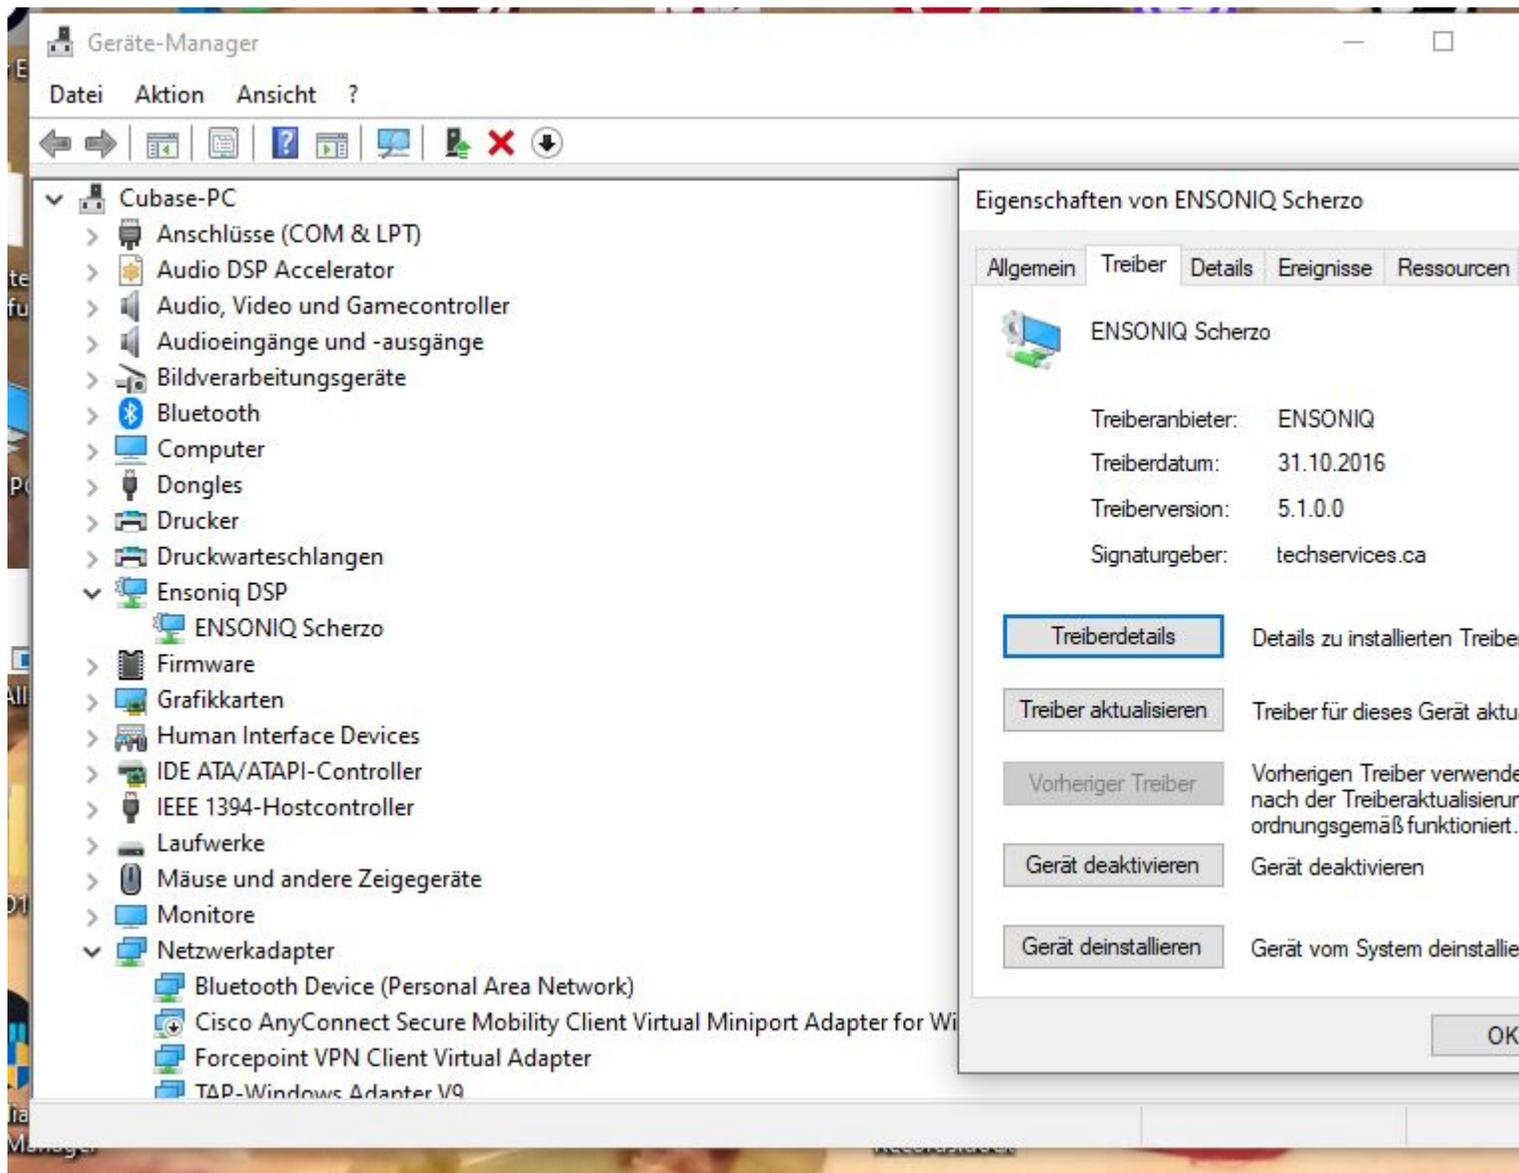 Geräte-Manager
Datei Aktion Ansicht ?
Cubase-PC
Anschlüsse (COM & LPT)
Audio DSP Accelerator
Audio, Video und Gamecontroller
Audioeingänge und -ausgänge
Bildverarbeitungsgeräte
Bluetooth
Computer
Dongles
Drucker
Druckwarteschlangen
Ensoniq DSP
ENSONIQ Scherzo
Firmware
Grafikkarten
Human Interface Devices
IDE ATA/ATAPI-Controller
IEEE 1394-Hostcontroller
Laufwerke
Mäuse und andere Zeigegeräte
Monitore
Netzwerkadapter
Bluetooth Device (Personal Area Network)
Cisco AnyConnect Secure Mobility Client Virtual Miniport Adapter for Wi
Forcepoint VPN Client Virtual Adapter
TAP-Windows Adapter V9
Eigenschaften von ENSONIQ Scherzo
Allgemein Treiber Details Ereignisse Ressourcen
ENSONIQ Scherzo
Treiberanbieter: ENSONIQ
Treiberdatum: 31.10.2016
Treiberversion: 5.1.0.0
Signaturgeber: techservices.ca
Treiberdetails Details zu installierten Treiber
Treiber aktualisieren Treiber für dieses Gerät aktu
Vorheriger Treiber Vorherigen Treiber verwende
nach der Treiberaktualisierun
ordnungsgemäß funktioniert.
Gerät deaktivieren Gerät deaktivieren
Gerät deinstallieren Gerät vom System deinstallie
OK
Manager